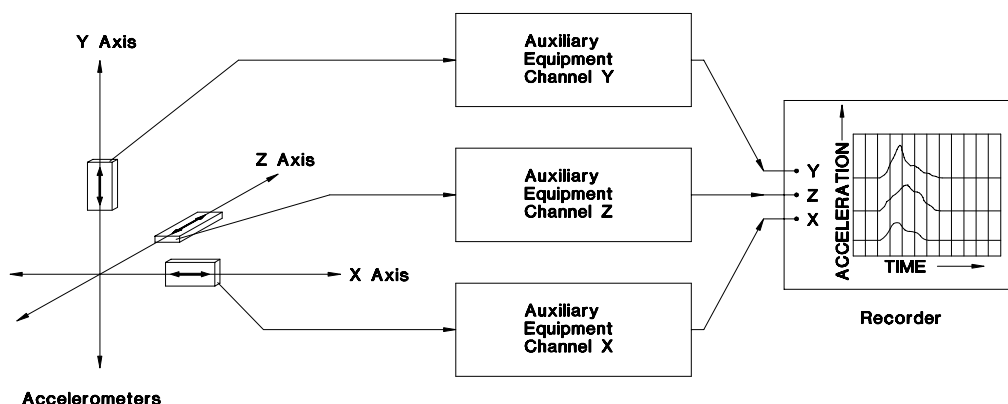 Y Axis
Auxiliary
Equipment
Channel Y
Z Axis
Auxiliary
Equipment
Channel Z
X Axis
Auxiliary
Equipment
Channel X
Y
Z
X
ACCELERATION
TIME
Recorder
Accelerometers